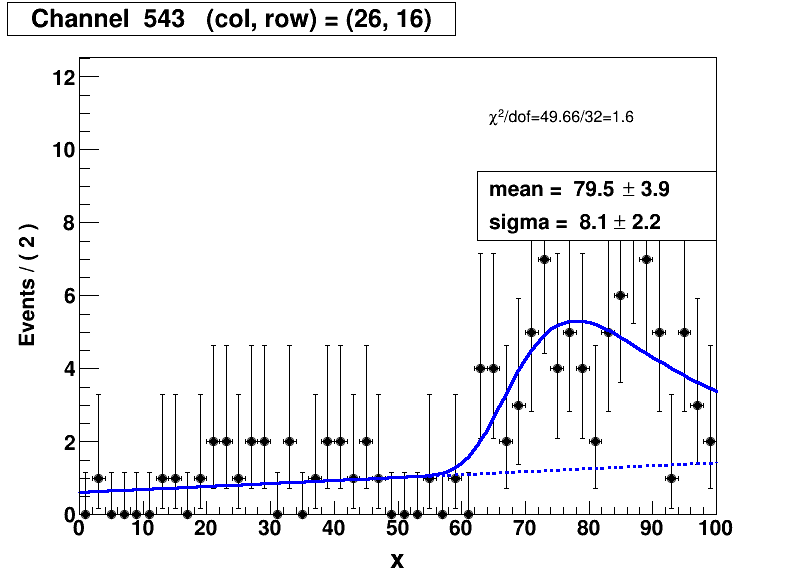 Channel 543 (col, row) = (26, 16)
χ²/dof=49.66/32=1.6
mean = 79.5 ± 3.9
sigma = 8.1 ± 2.2
Events / ( 2 )
12
10
8
6
4
2
0
0 10 20 30 40 50 60 70 80 90 100
x